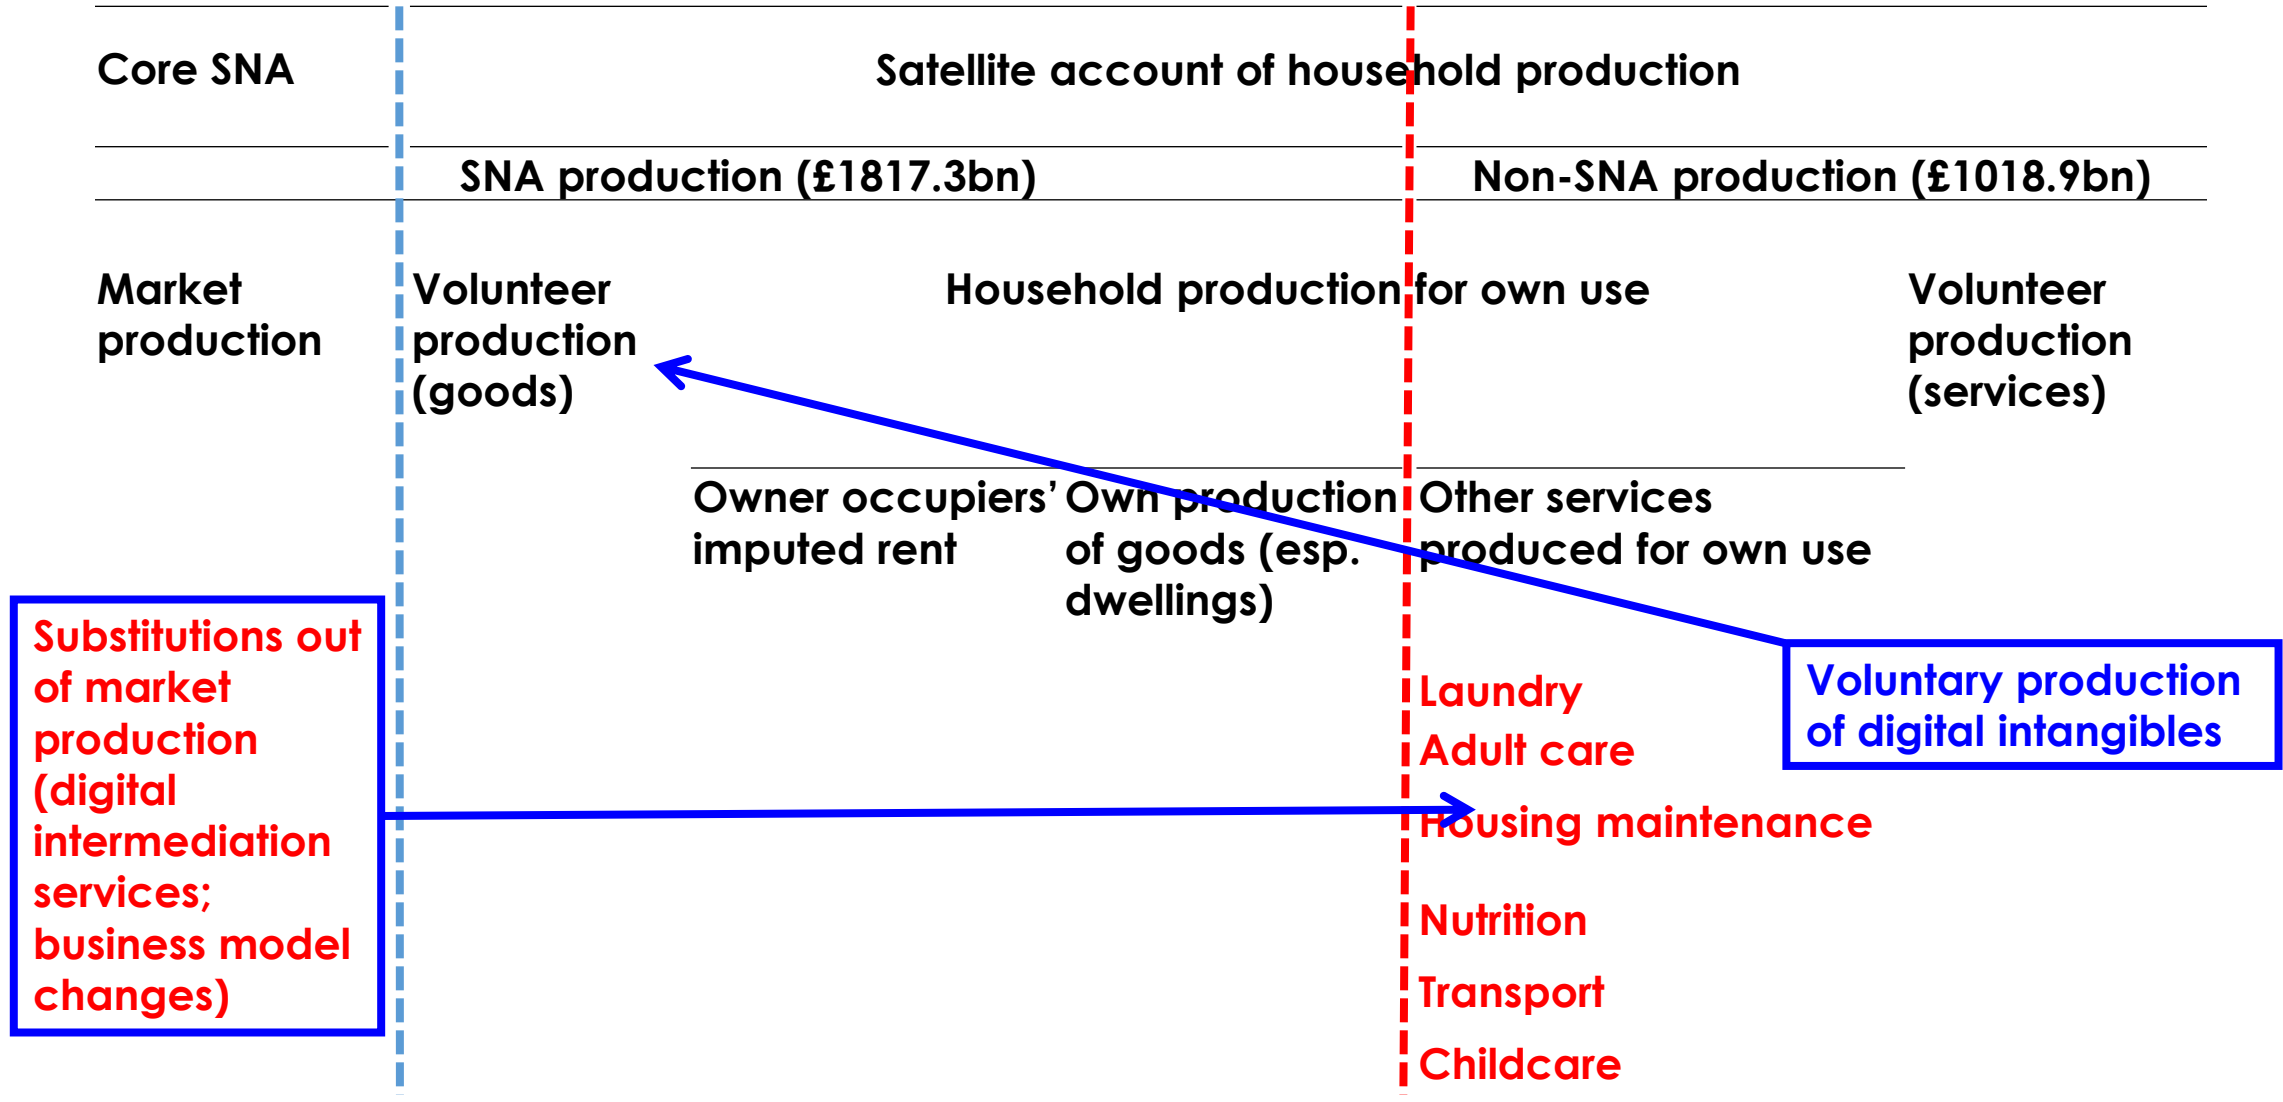 Core SNA
Satellite account of household production
SNA production (£1817.3bn)
Non-SNA production (£1018.9bn)
Market
production
Volunteer
production
(goods)
Household production for own use
Volunteer
production
(services)
Owner occupiers’
imputed rent
Own production
of goods (esp.
dwellings)
Other services
produced for own use
Substitutions out
of market
production
(digital
intermediation
services;
business model
changes)
Laundry
Adult care
Housing maintenance
Nutrition
Transport
Childcare
Voluntary production
of digital intangibles